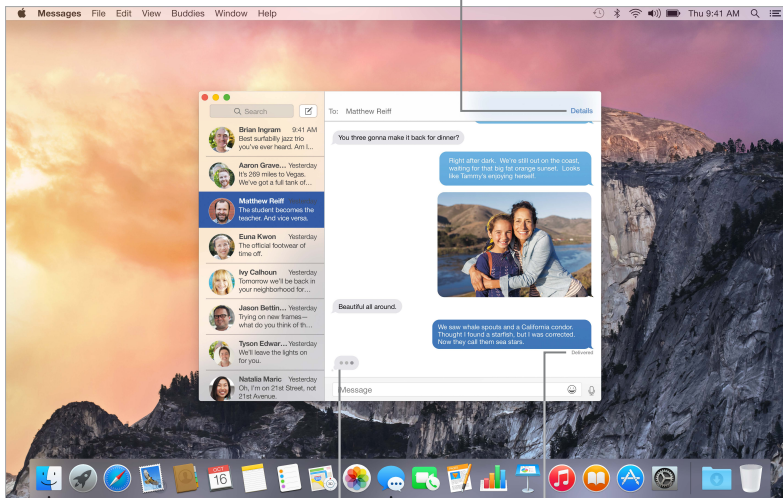 Messages File Edit View Buddies Window Help Thu 9:41 AM
Search
To: Matthew Reiff Details
Brian Ingram 9:41 AM
Best surfabilly jazz trio
you've ever heard. Am I...
Aaron Grave... Yesterday
It's 269 miles to Vegas.
We've got a full tank of...
Matthew Reiff
The student becomes the
teacher. And vice versa.
Euna Kwon Yesterday
The official footwear of
time off.
Ivy Calhoun Yesterday
Tomorrow we'll be back in
your neighborhood for...
Jason Bettin... Yesterday
Trying on new frames—
what do you think of th...
Tyson Edwar... Yesterday
We'll leave the lights on
for you.
Natalia Maric Yesterday
Oh, I'm on 21st Street, not
21st Avenue.
You three gonna make it back for dinner?
Right after dark. We're still out on the coast,
waiting for that big fat orange sunset. Looks
like Tammy's enjoying herself.
Beautiful all around.
We saw whale spouts and a California condor.
Thought I found a starfish, but I was corrected.
Now they call them sea stars.
Delivered
iMessage
OCT
16